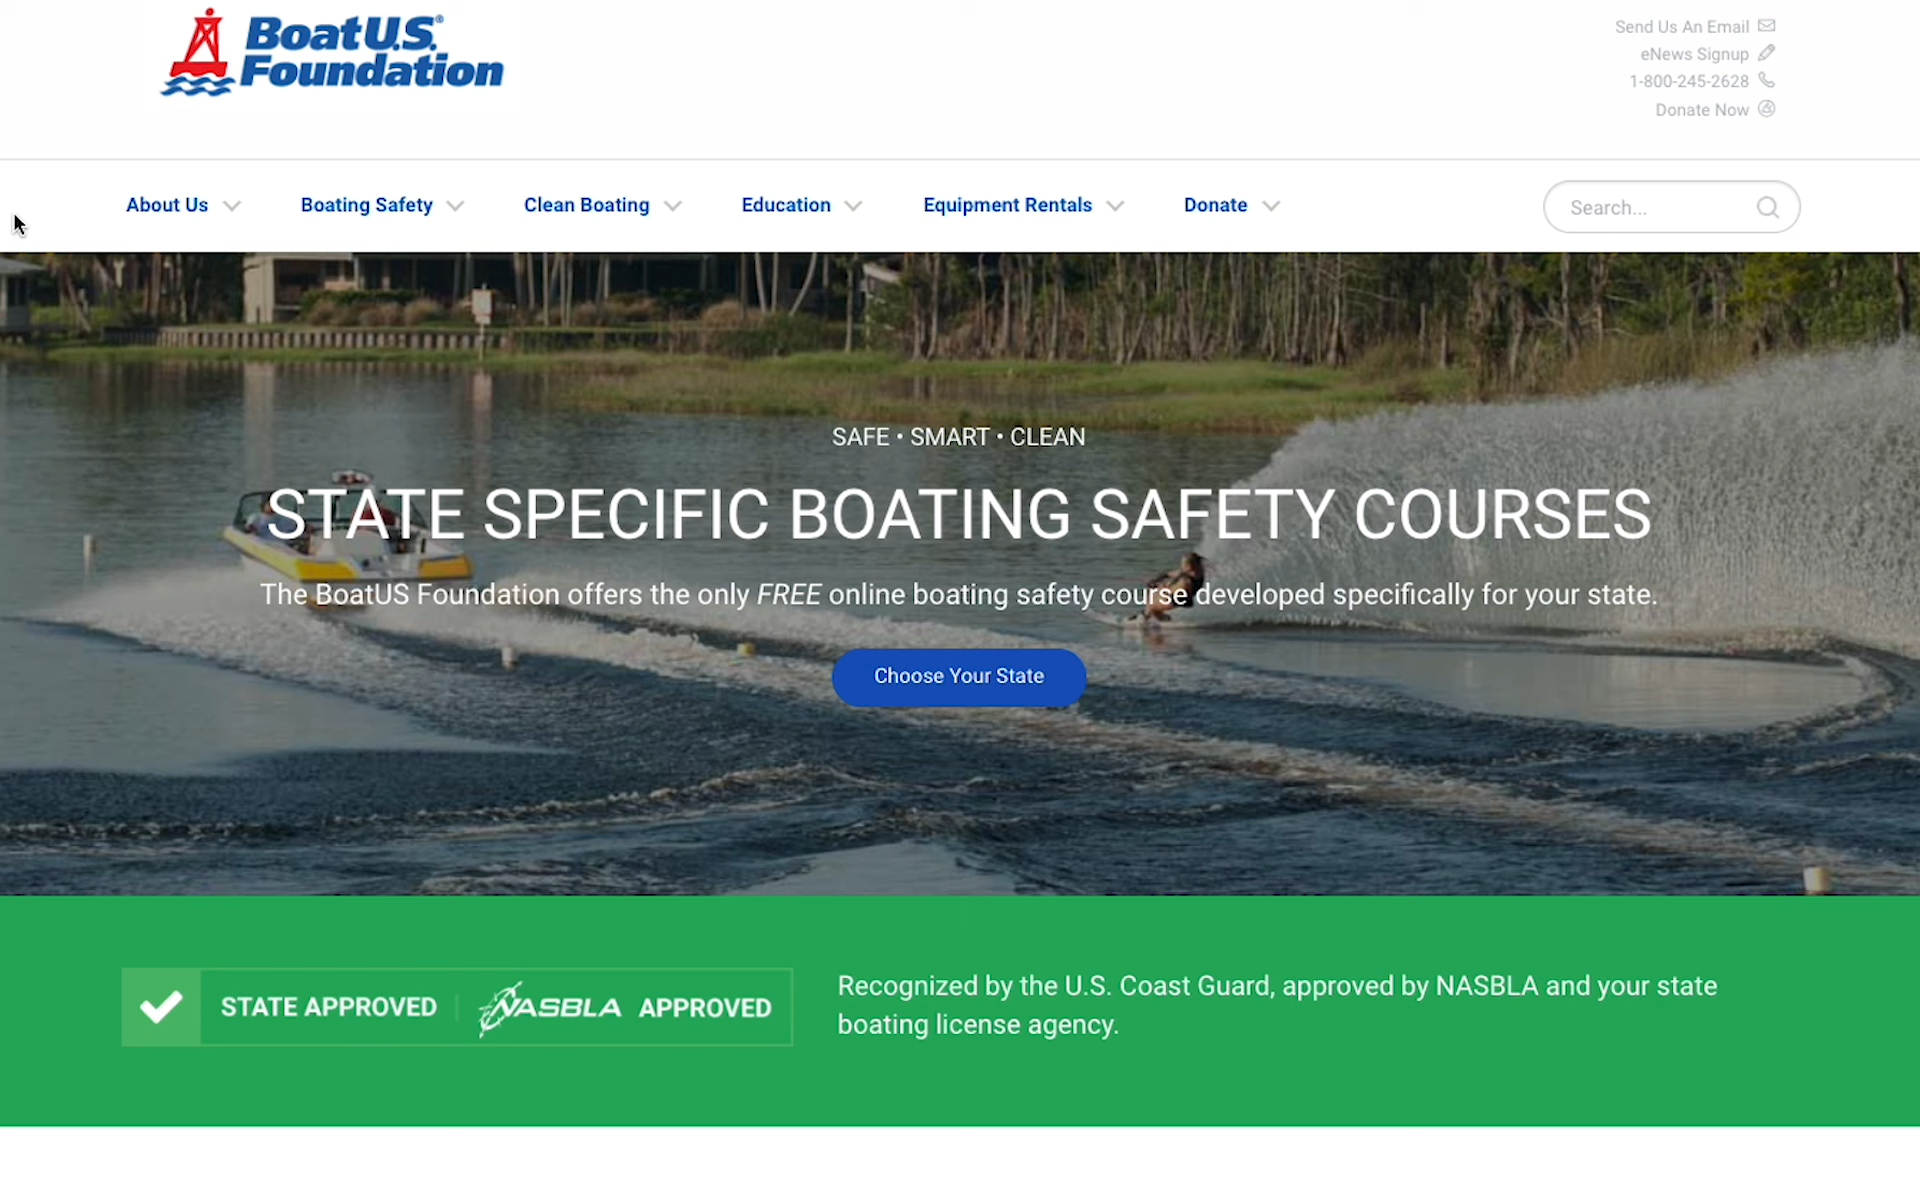 BoatU.S.®
Foundation
Send Us An Email
eNews Signup
1-800-245-2628
Donate Now
About Us
Boating Safety
Clean Boating
Education
Equipment Rentals
Donate
Search...
SAFE • SMART • CLEAN
STATE SPECIFIC BOATING SAFETY COURSES
The BoatUS Foundation offers the only FREE online boating safety course developed specifically for your state.
Choose Your State
STATE APPROVED
NASBLA APPROVED
Recognized by the U.S. Coast Guard, approved by NASBLA and your state
boating license agency.